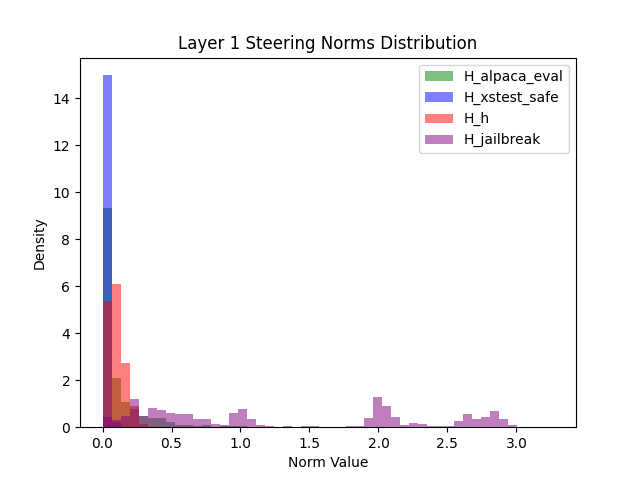 Layer 1 Steering Norms Distribution
H_alpaca_eval
H_xstest_safe
H_h
H_jailbreak
Density
14
12
10
8
6
4
2
0
0.0 0.5 1.0 1.5 2.0 2.5 3.0
Norm Value